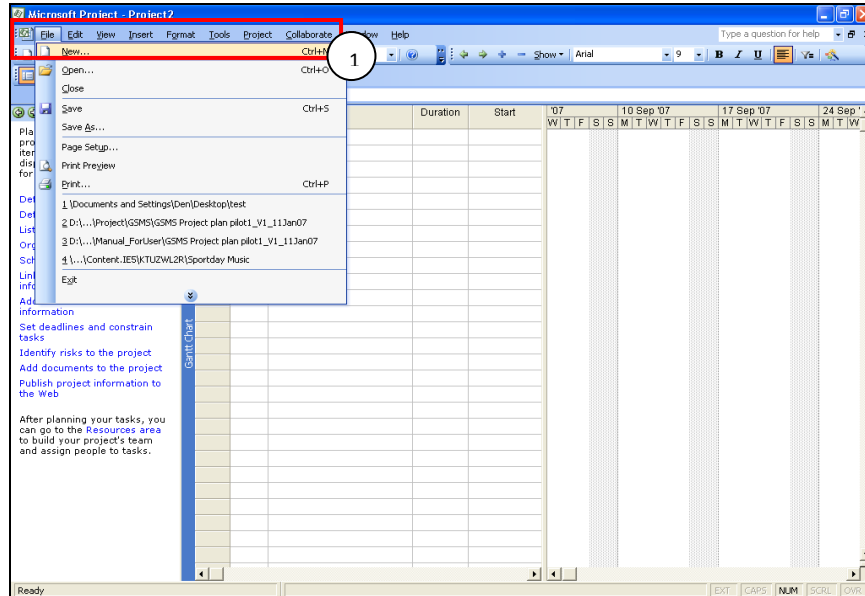 Microsoft Project - Project2
File Edit View Insert Format Tools Project Collaborate Help
Type a question for help
New... Ctrl+N
1
Show Arial 9 B I U
Open... Ctrl+O
Close
Save Ctrl+S
Save As...
Page Setup...
Print Preview
Print... Ctrl+P
1 \Documents and Settings\Den\Desktop\test
2 D:\...\Project\GSMS\GSMS Project plan pilot1_V1_11Jan07
3 D:\...\Manual_ForUser\GSMS Project plan pilot1_V1_11Jan07
4 \...\Content.IE5\KTUZWL2R\Sportday Music
Exit
Duration Start '07 10 Sep '07 17 Sep '07 24 Sep '
W T F S S M T W T F S S M T W T F S S M T W
information
Set deadlines and constrain
tasks
Identify risks to the project
Add documents to the project
Publish project information to
the Web
After planning your tasks, you
can go to the Resources area
to build your project's team
and assign people to tasks.
Gantt Chart
Ready EXT CAPS NUM SCRL OVR